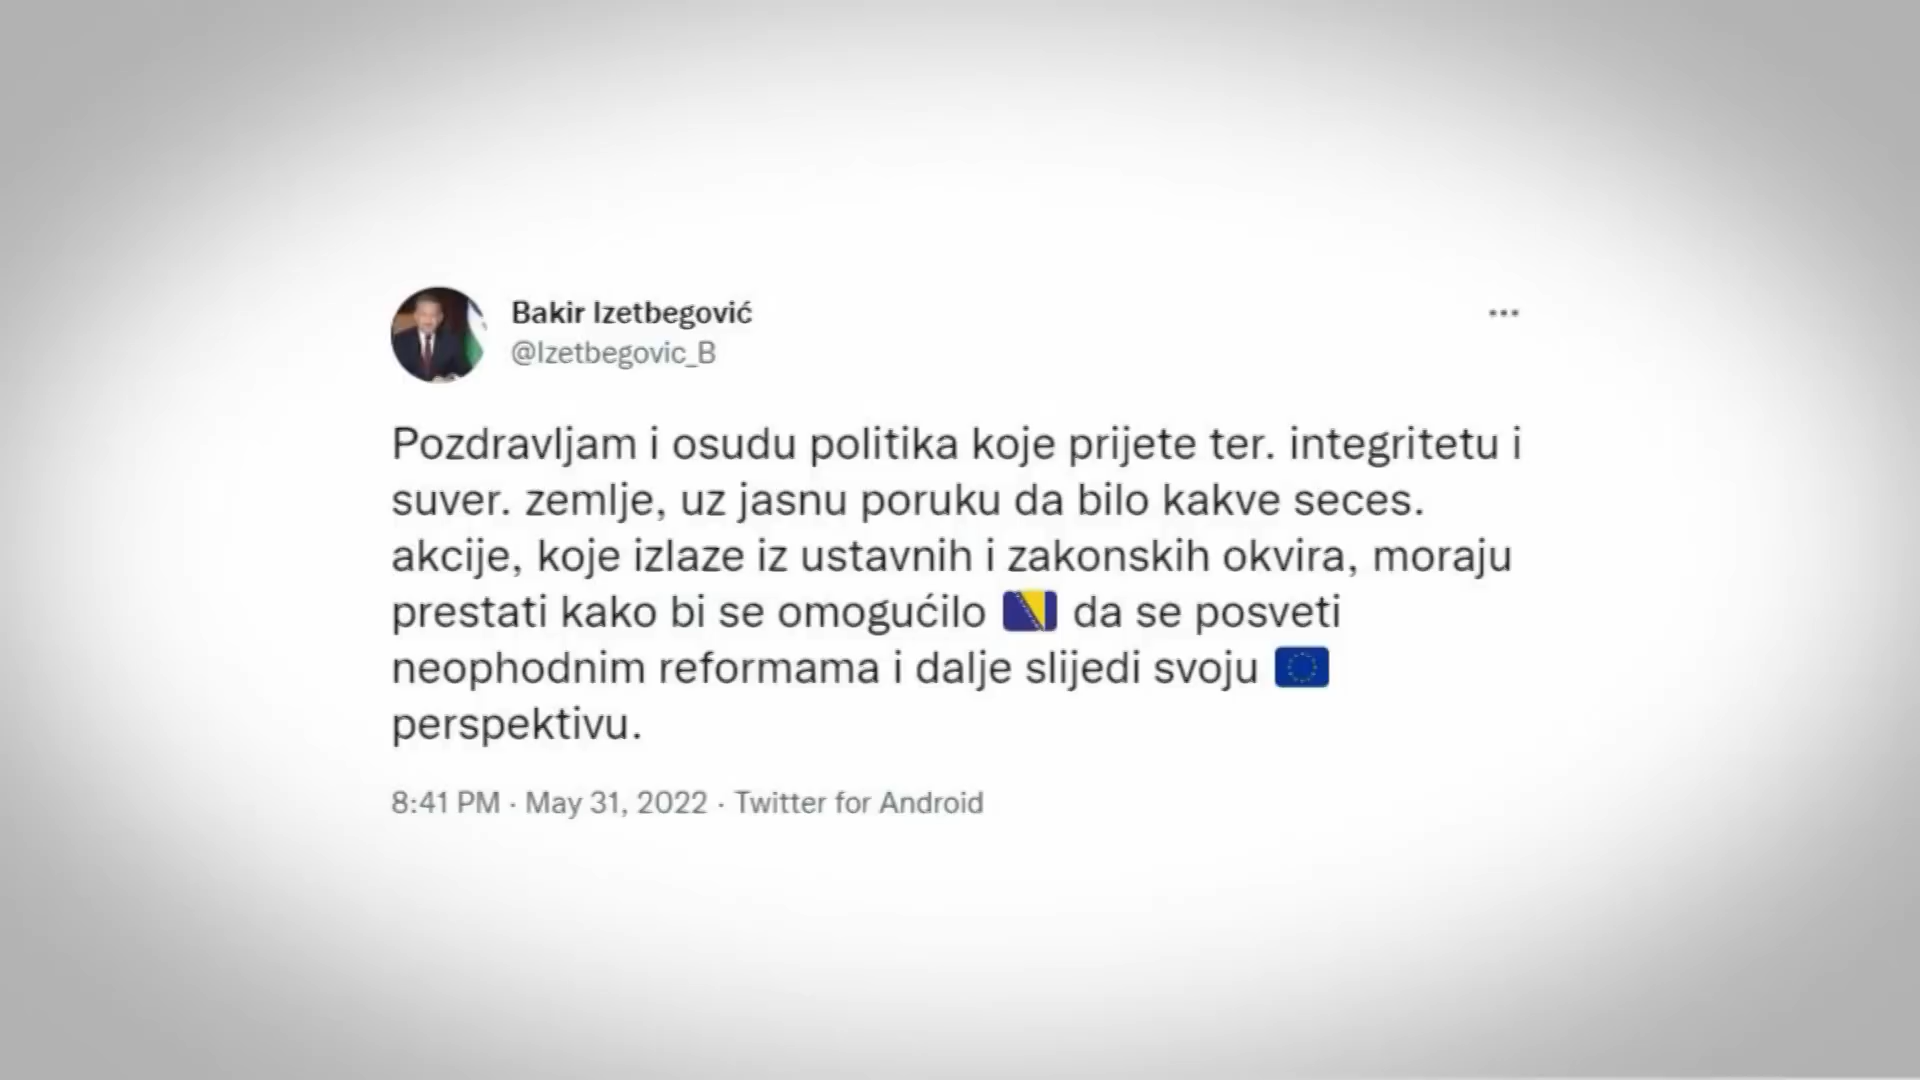 Bakir Izetbegović
@Izetbegovic_B
Pozdravljam i osudu politika koje prijete ter. integritetu i
suver. zemlje, uz jasnu poruku da bilo kakve seces.
akcije, koje izlaze iz ustavnih i zakonskih okvira, moraju
prestati kako bi se omogućilo 🇧🇦 da se posveti
neophodnim reformama i dalje slijedi svoju 🇪🇺
perspektivu.
8:41 PM · May 31, 2022 · Twitter for Android